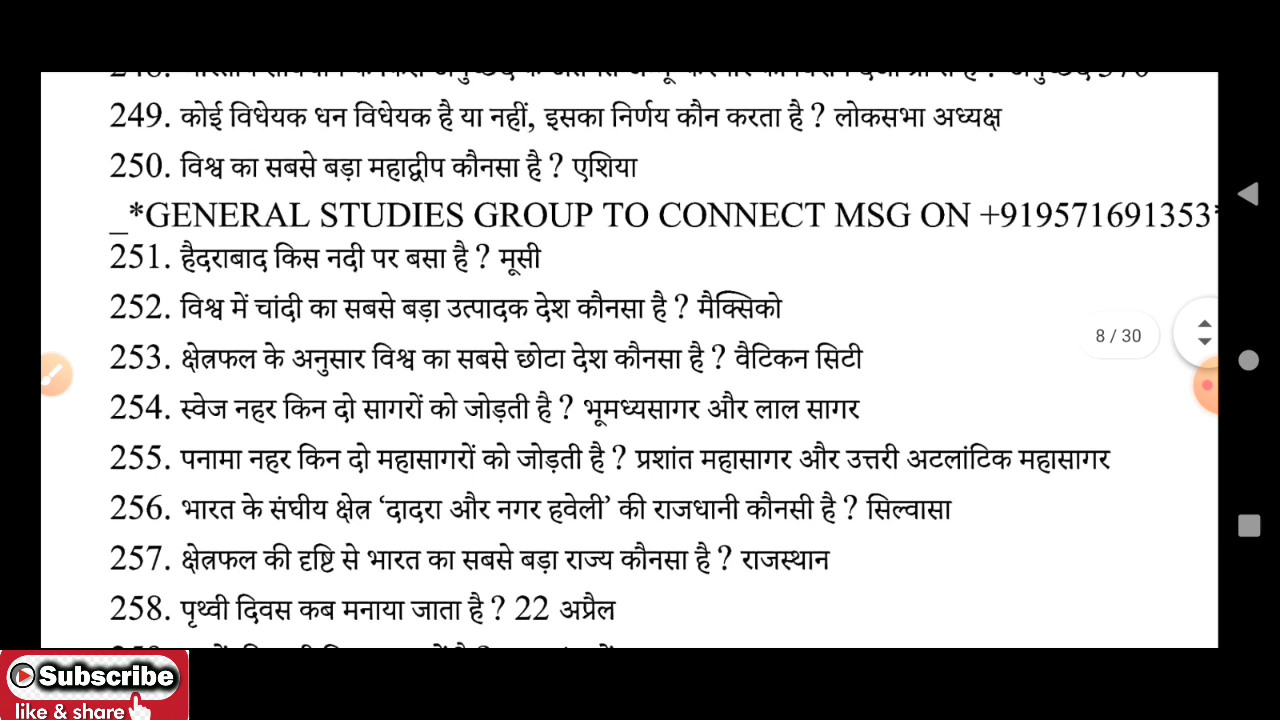 249. कोई विधेयक धन विधेयक है या नहीं, इसका निर्णय कौन करता है ? लोकसभा अध्यक्ष
250. विश्व का सबसे बड़ा महाद्वीप कौनसा है ? एशिया
_*GENERAL STUDIES GROUP TO CONNECT MSG ON +919571691353*
251. हैदराबाद किस नदी पर बसा है ? मूसी
252. विश्व में चांदी का सबसे बड़ा उत्पादक देश कौनसा है ? मैक्सिको
253. क्षेत्रफल के अनुसार विश्व का सबसे छोटा देश कौनसा है ? वैटिकन सिटी
254. स्वेज नहर किन दो सागरों को जोड़ती है ? भूमध्यसागर और लाल सागर
255. पनामा नहर किन दो महासागरों को जोड़ती है ? प्रशांत महासागर और उत्तरी अटलांटिक महासागर
256. भारत के संघीय क्षेत्र ‘दादरा और नगर हवेली’ की राजधानी कौनसी है ? सिल्वासा
257. क्षेत्रफल की दृष्टि से भारत का सबसे बड़ा राज्य कौनसा है ? राजस्थान
258. पृथ्वी दिवस कब मनाया जाता है ? 22 अप्रैल
8 / 30
Subscribe
like & share